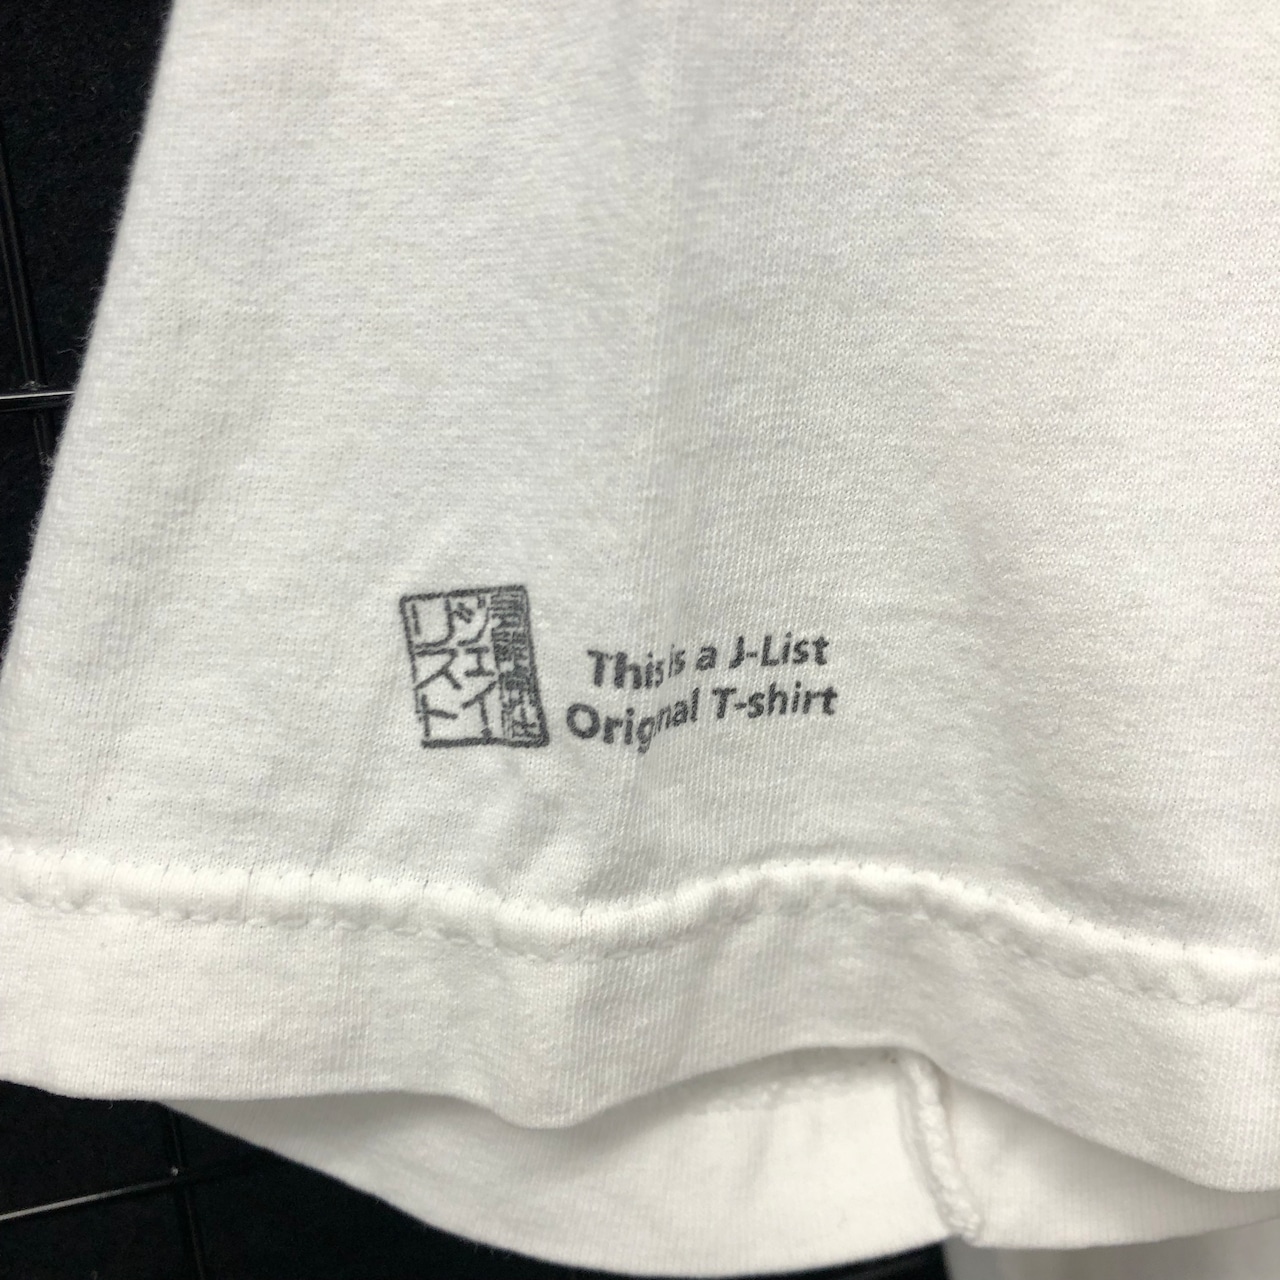 ジェイ
リスト
This is a J-List
Original T-shirt